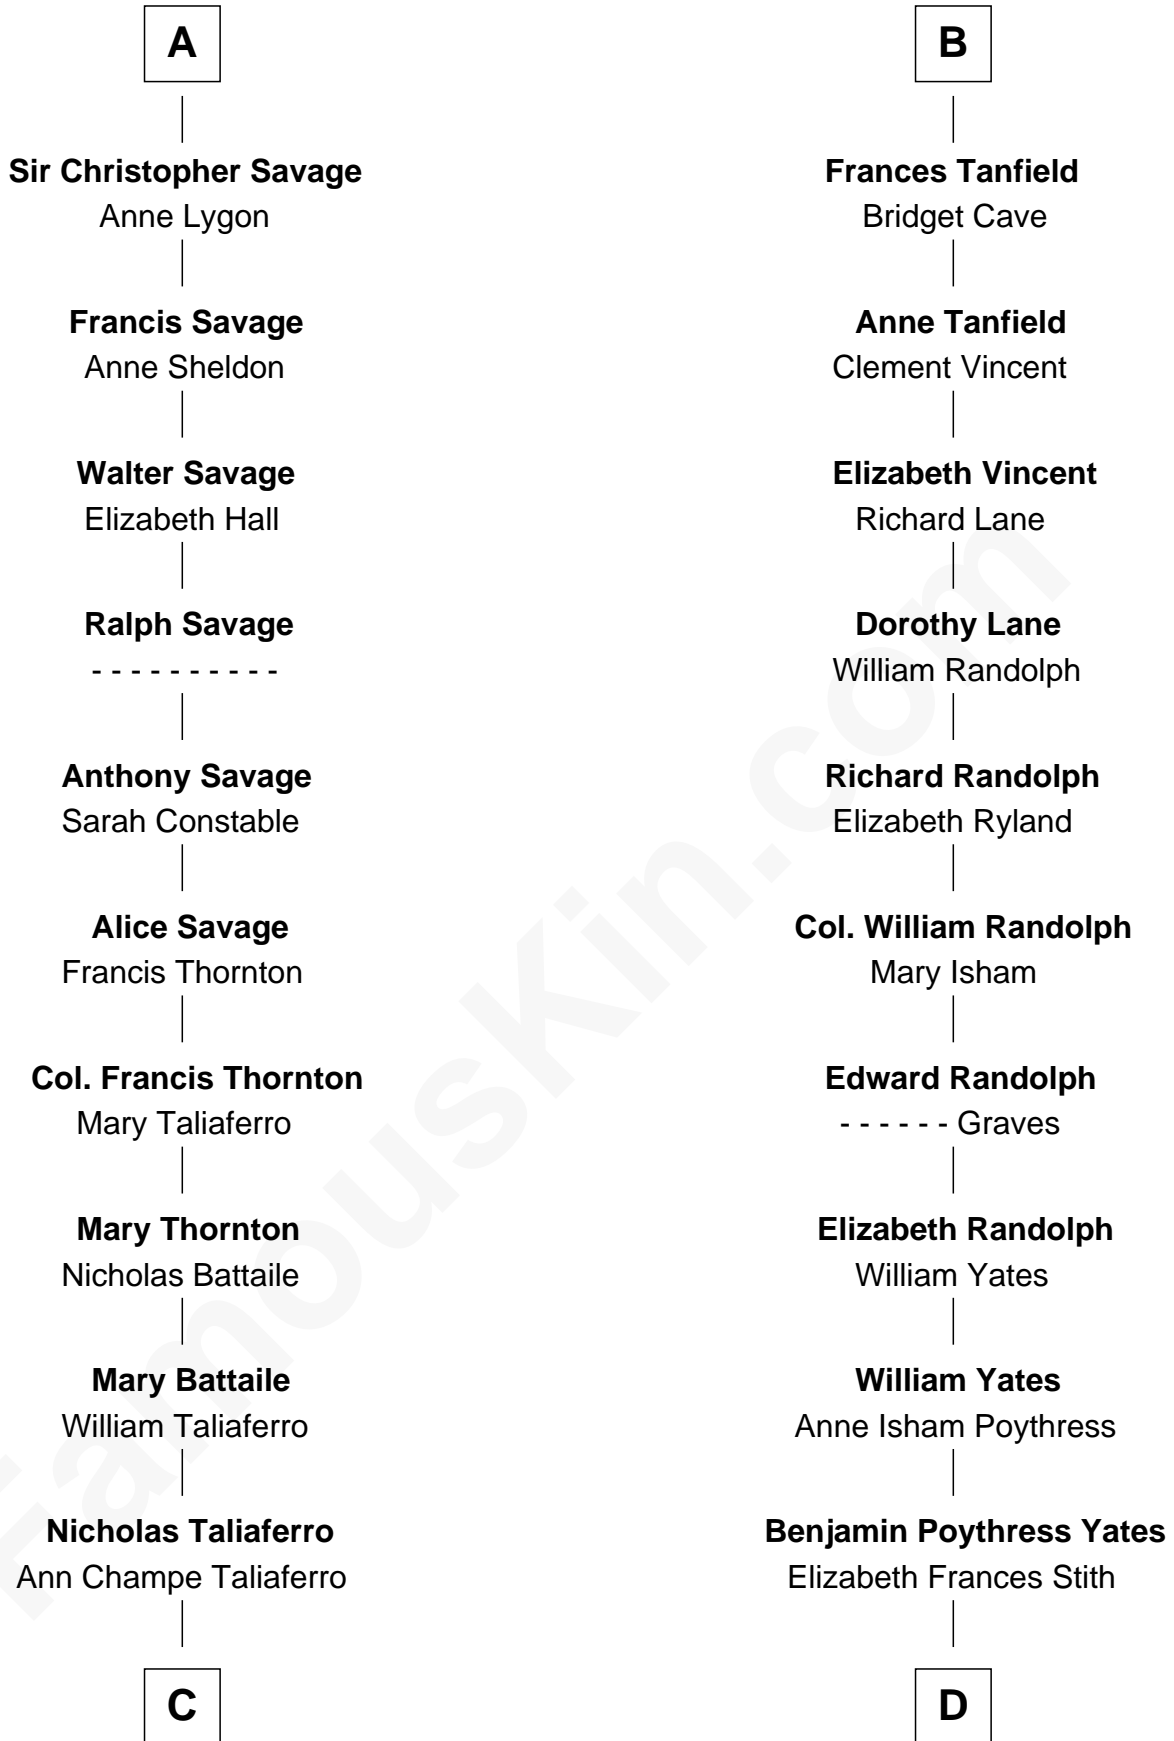 A
Sir Christopher Savage
Anne Lygon
Francis Savage
Anne Sheldon
Walter Savage
Elizabeth Hall
Ralph Savage
- - - - - - - - - -
Anthony Savage
Sarah Constable
Alice Savage
Francis Thornton
Col. Francis Thornton
Mary Taliaferro
Mary Thornton
Nicholas Battaile
Mary Battaile
William Taliaferro
Nicholas Taliaferro
Ann Champe Taliaferro
C
B
Frances Tanfield
Bridget Cave
Anne Tanfield
Clement Vincent
Elizabeth Vincent
Richard Lane
Dorothy Lane
William Randolph
Richard Randolph
Elizabeth Ryland
Col. William Randolph
Mary Isham
Edward Randolph
- - - - - - Graves
Elizabeth Randolph
William Yates
William Yates
Anne Isham Poythress
Benjamin Poythress Yates
Elizabeth Frances Stith
D
FamousKin.com